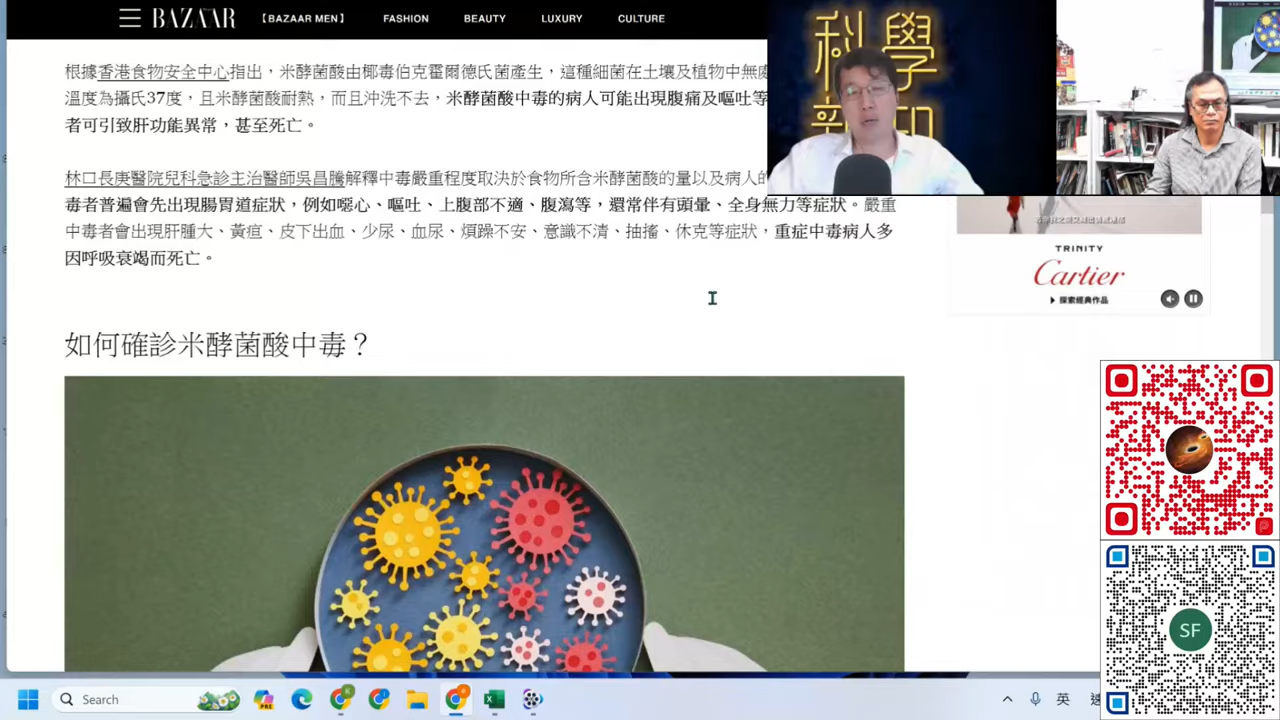 BAZAAR
【BAZAAR MEN】
FASHION
BEAUTY
LUXURY
CULTURE
科學
新知
根據香港食物安全中心指出，米酵菌酸由椰毒伯克霍爾德氏菌產生，這種細菌在土壤及植物中無處
溫度為攝氏37度，且米酵菌酸耐熱，而且沖洗不去，米酵菌酸中毒的病人可能出現腹痛及嘔吐等
者可引致肝功能異常，甚至死亡。
林口長庚醫院兒科急診主治醫師吳昌騰解釋中毒嚴重程度取決於食物所含米酵菌酸的量以及病人的
毒者普遍會先出現腸胃道症狀，例如噁心、嘔吐、上腹部不適、腹瀉等，還常伴有頭暈、全身無力等症狀。嚴重
中毒者會出現肝腫大、黃疸、皮下出血、少尿、血尿、煩躁不安、意識不清、抽搐、休克等症狀，重症中毒病人多
因呼吸衰竭而死亡。
TRINITY
Cartier
探索經典作品
如何確診米酵菌酸中毒？
SF
Search
英